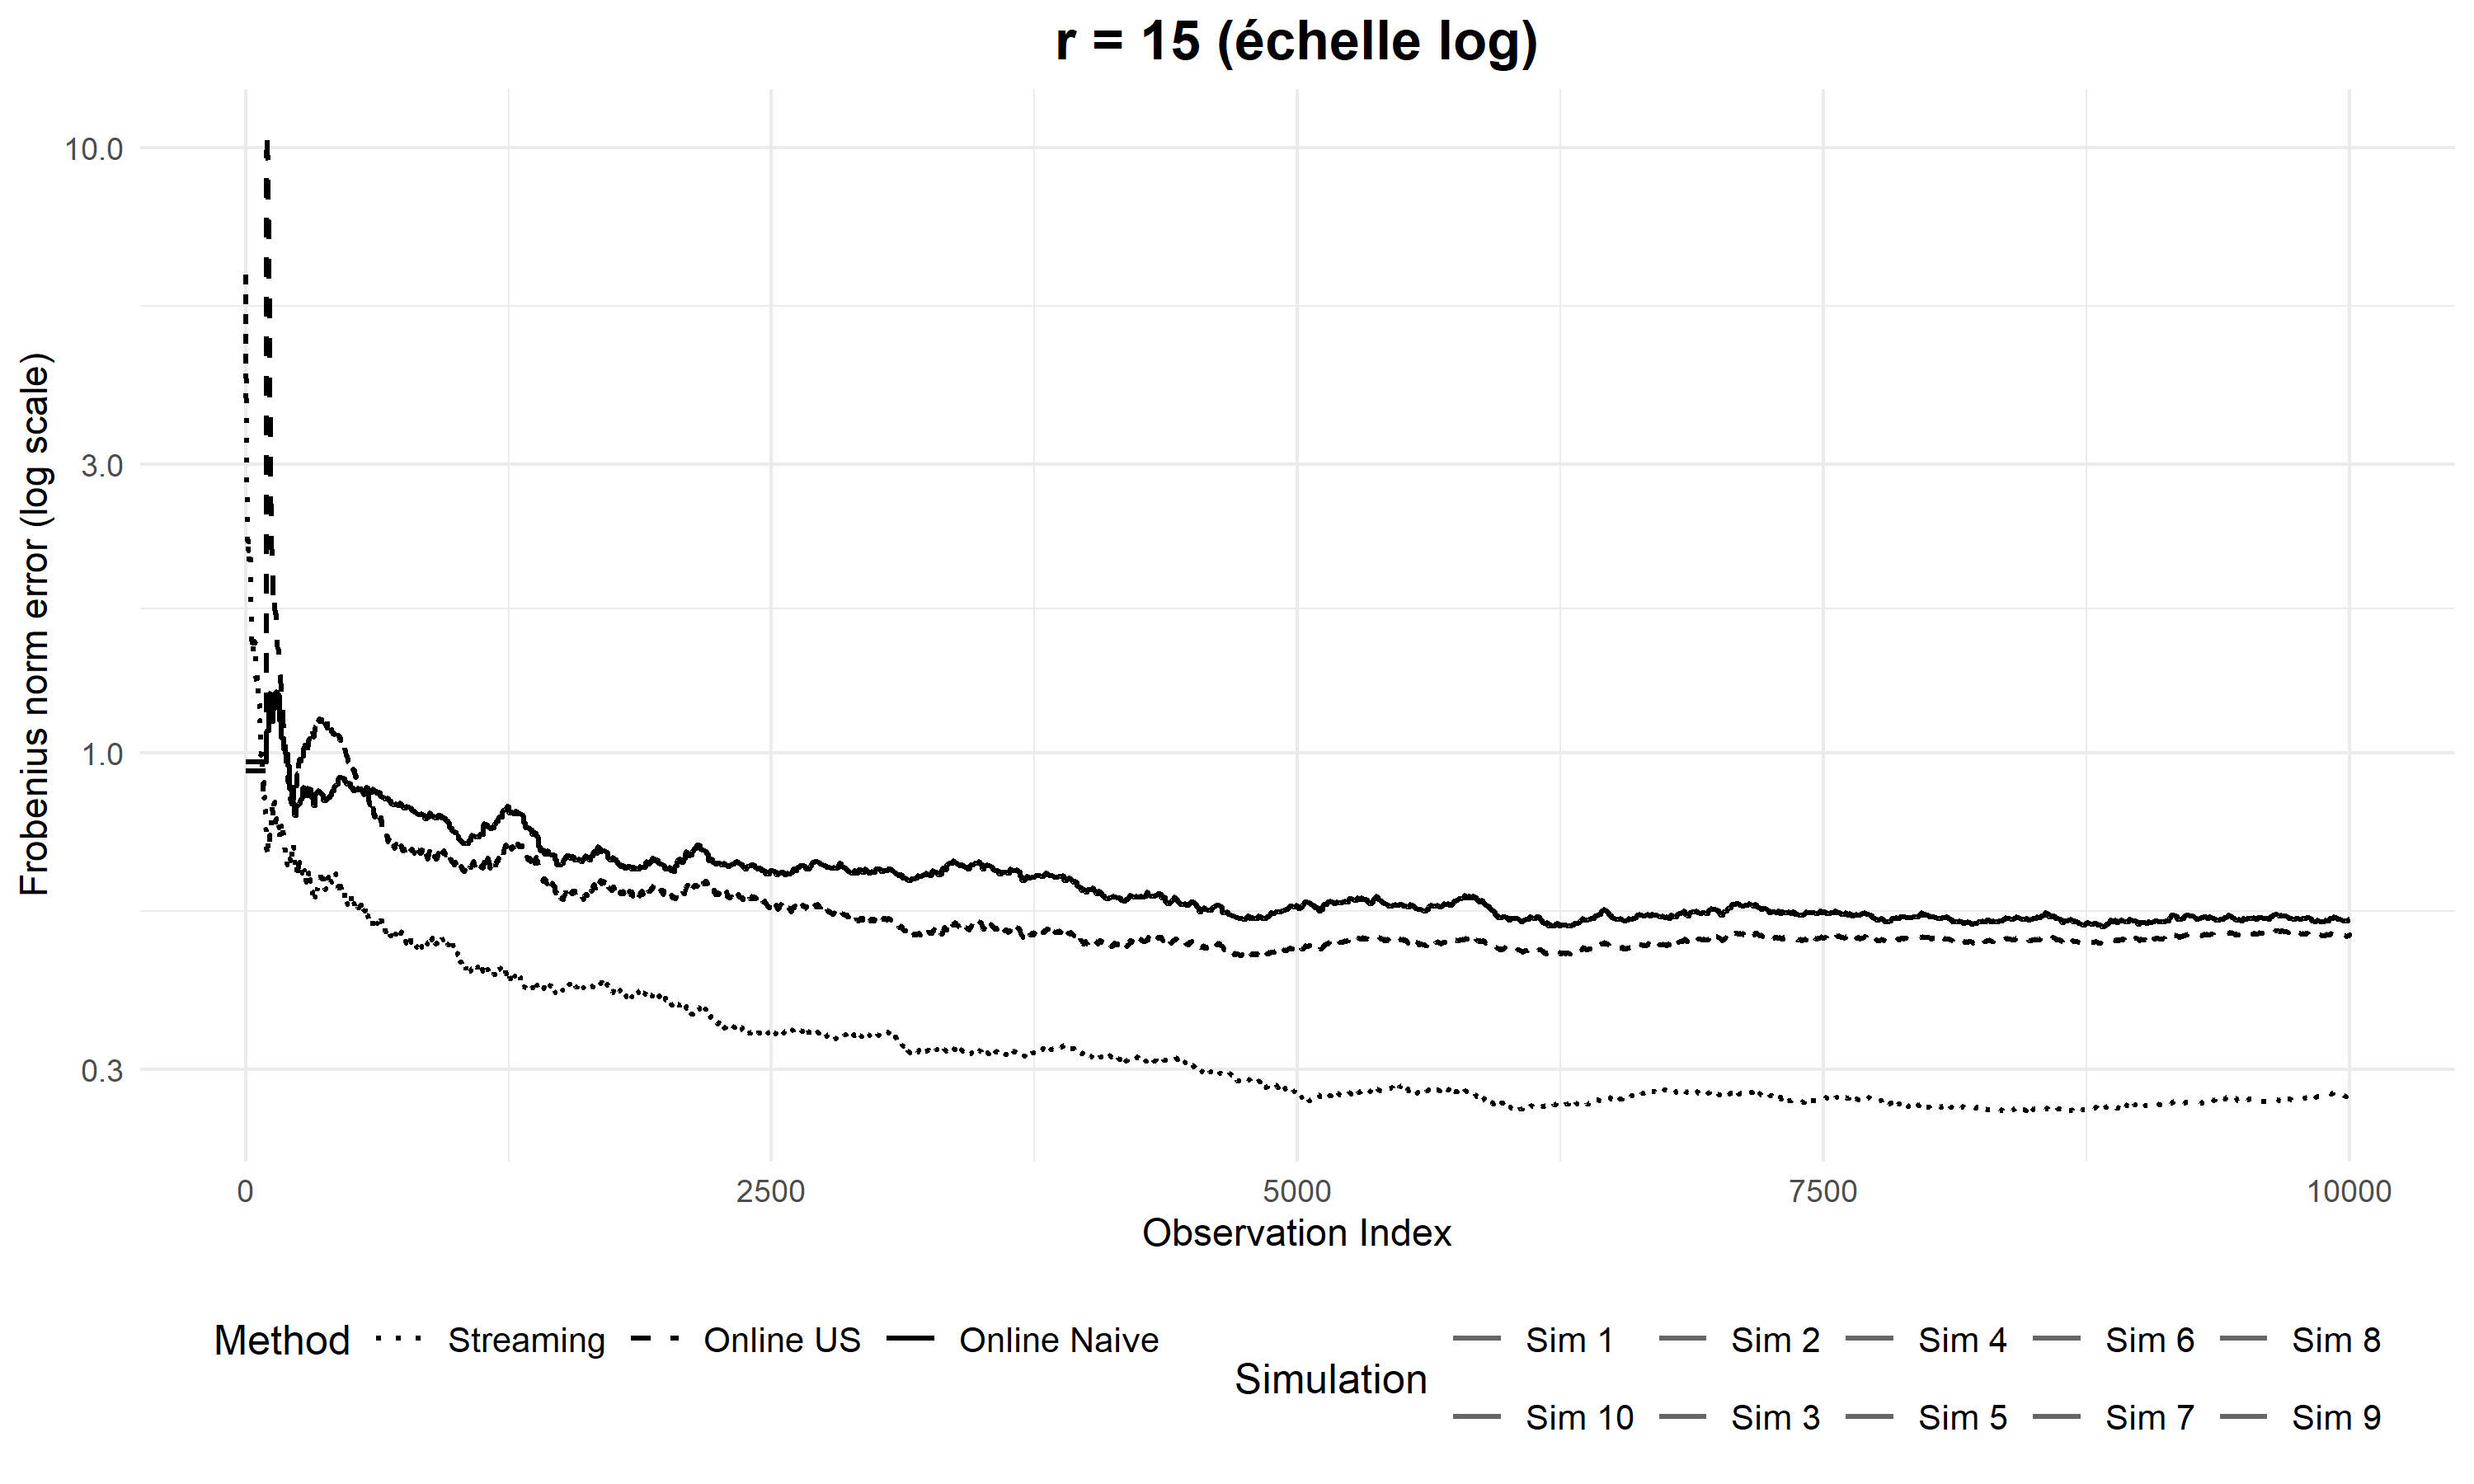 r = 15 (échelle log)
Frobenius norm error (log scale)
10.0
3.0
1.0
0.3
0 2500 5000 7500 10000
Observation Index
Method Streaming Online US Online Naive
Simulation
Sim 1 Sim 2 Sim 4 Sim 6 Sim 8
Sim 10 Sim 3 Sim 5 Sim 7 Sim 9